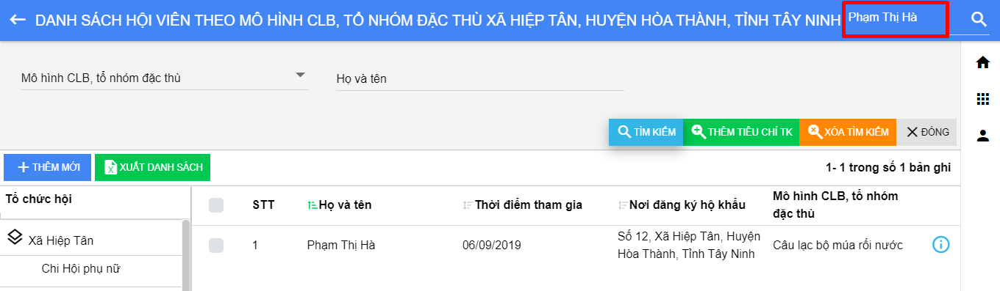 DANH SÁCH HỘI VIÊN THEO MÔ HÌNH CLB, TỔ NHÓM ĐẶC THÙ XÃ HIỆP TÂN, HUYỆN HÒA THÀNH, TỈNH TÂY NINH Phạm Thị Hà
Mô hình CLB, tổ nhóm đặc thù Họ và tên
TÌM KIẾM THÊM TIÊU CHÍ TK XÓA TÌM KIẾM ĐÓNG
THÊM MỚI XUẤT DANH SÁCH 1- 1 trong số 1 bản ghi
Tổ chức hội
STT Họ và tên Thời điểm tham gia Nơi đăng ký hộ khẩu Mô hình CLB, tổ nhóm
đặc thù
Xã Hiệp Tân
Chi Hội phụ nữ
1 Phạm Thị Hà 06/09/2019 Số 12, Xã Hiệp Tân, Huyện
Hòa Thành, Tỉnh Tây Ninh Câu lạc bộ múa rối nước